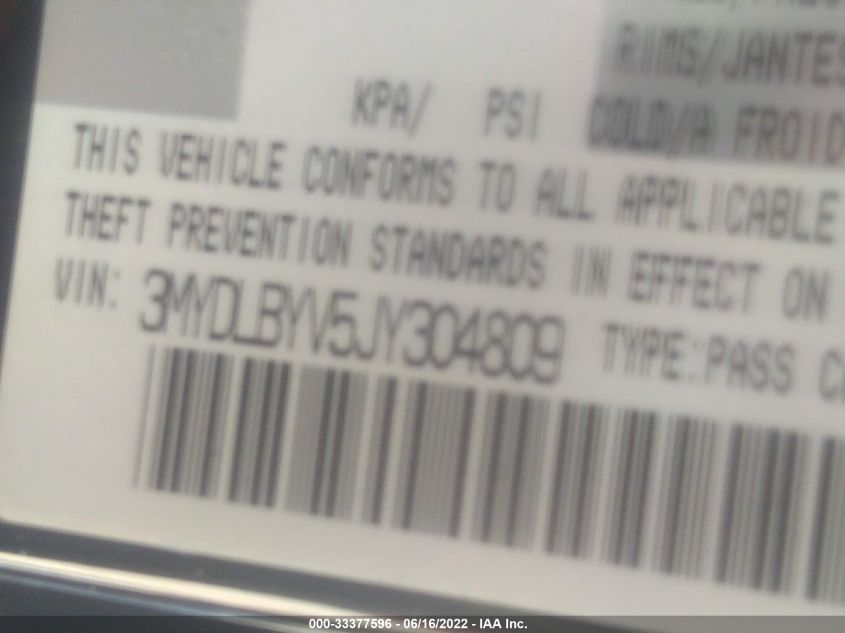 RIMS/JANTES
KPA/ PSI COLD/A FROID
THIS VEHICLE CONFORMS TO ALL APPLICABLE
THEFT PREVENTION STANDARDS IN EFFECT ON
VIN: 3MYDLBYV5JY304809 TYPE:PASS
000-33377596 - 06/16/2022 - IAA Inc.